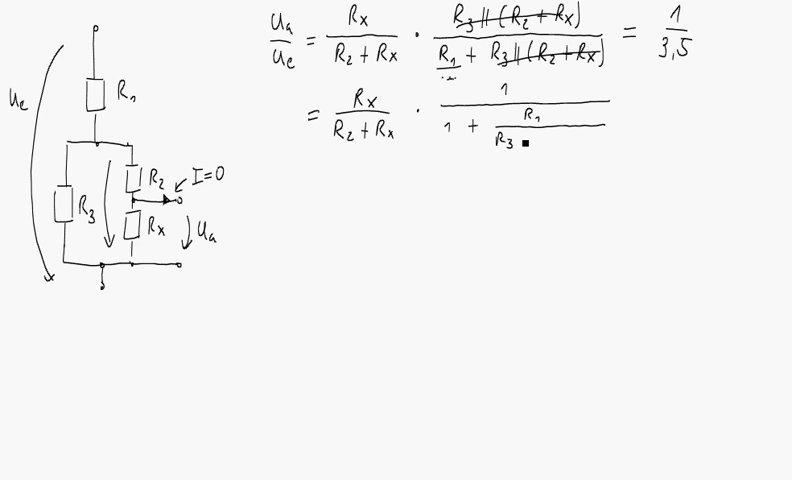 Ua/Ue = Rx/(R2 + Rx) · (R3 || (R2 + Rx))/(R1 + R3 || (R2 + Rx)) = 1/3,5
= Rx/(R2 + Rx) · 1/(1 + R1/R3)
Ue
R1
R2
I=0
R3
Rx
Ua